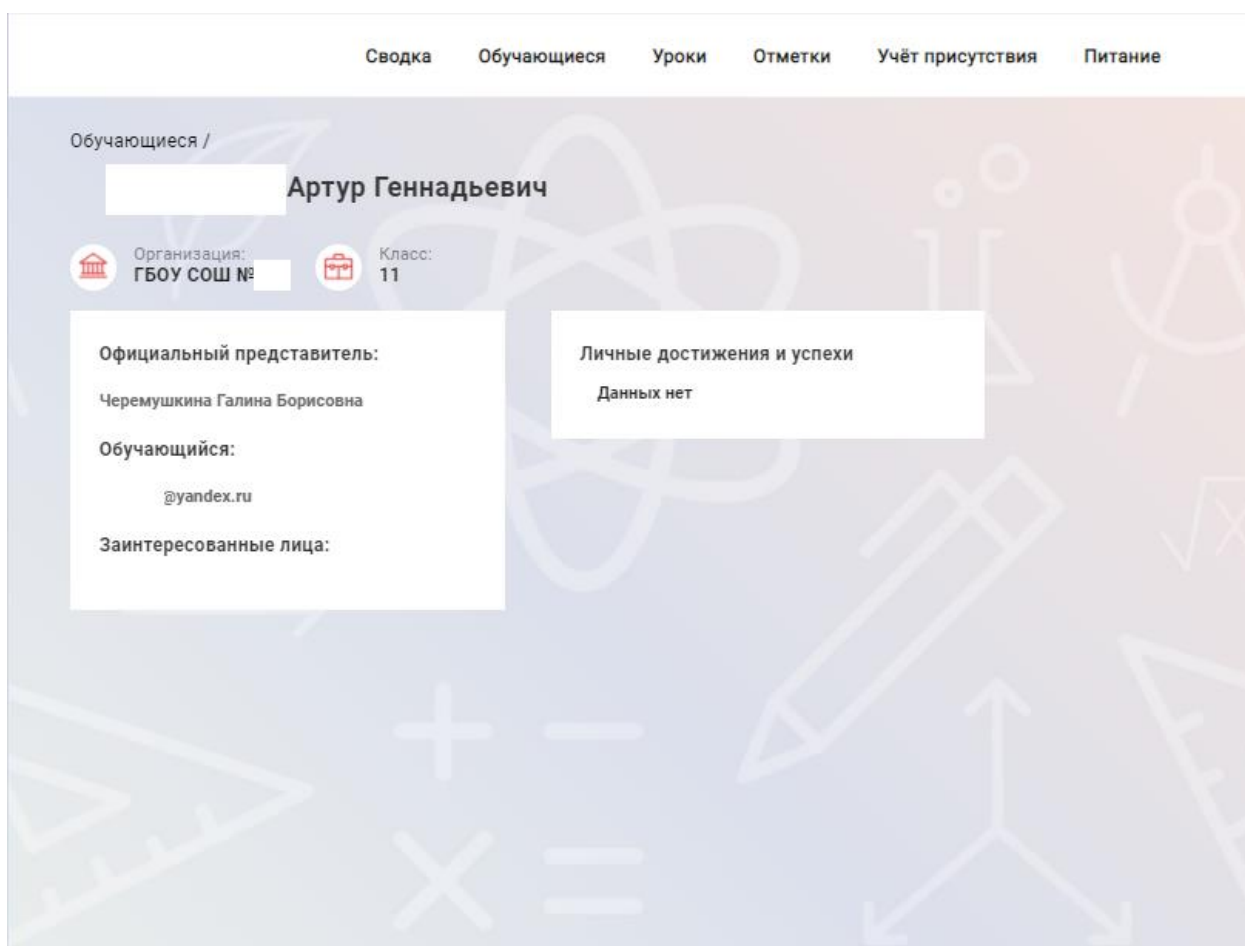 Сводка Обучающиеся Уроки Отметки Учёт присутствия Питание
Обучающиеся /
Артур Геннадьевич
Организация:
ГБОУ СОШ №
Класс:
11
Официальный представитель:
Черемушкина Галина Борисовна
Обучающийся:
@yandex.ru
Заинтересованные лица:
Личные достижения и успехи
Данных нет